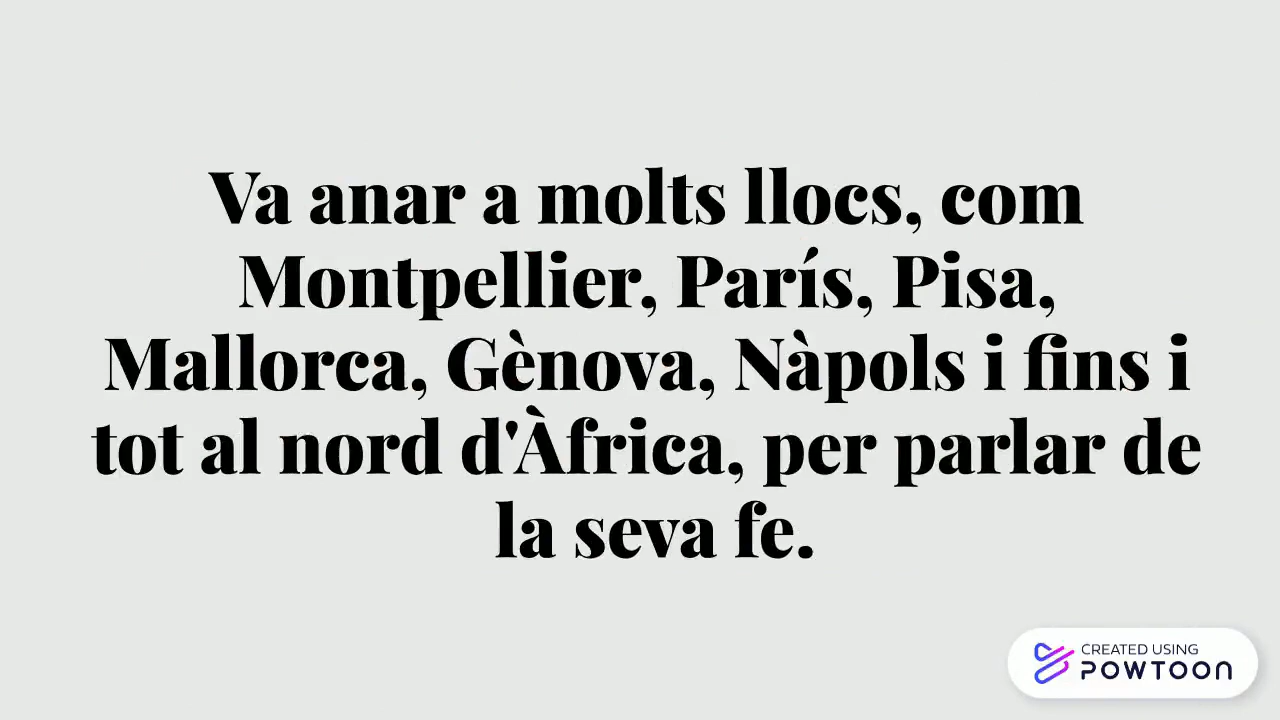 Va anar a molts llocs, com
Montpellier, París, Pisa,
Mallorca, Gènova, Nàpols i fins i
tot al nord d'Àfrica, per parlar de
la seva fe.
CREATED USING
POWTOON